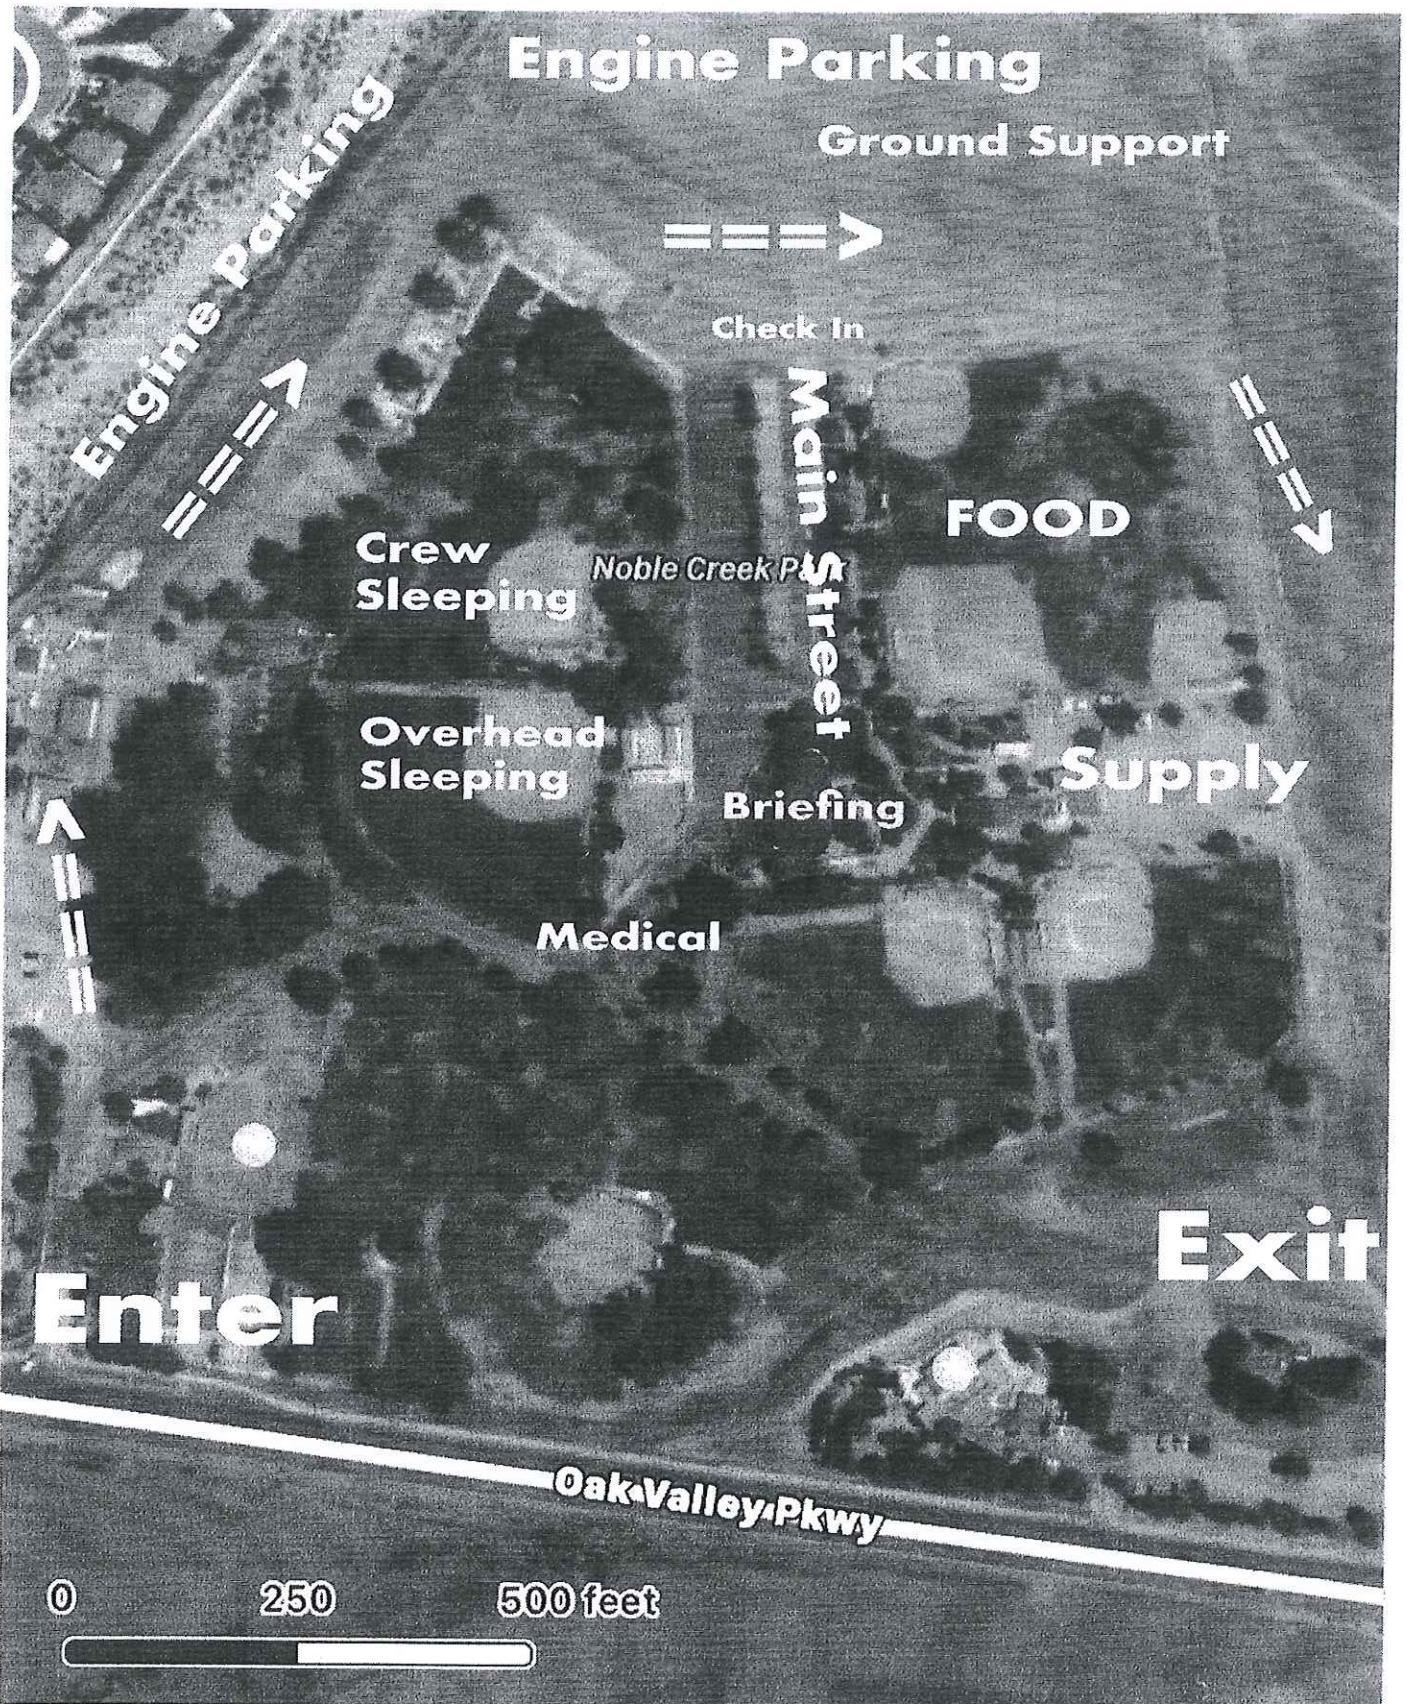 Engine Parking
Ground Support
Engine Parking
===>
===>
Check In
===>
Main Street
FOOD
Crew
Sleeping
Noble Creek Park
Overhead
Sleeping
Supply
Briefing
===>
Medical
Exit
Enter
Oak Valley Pkwy
0 250 500 feet